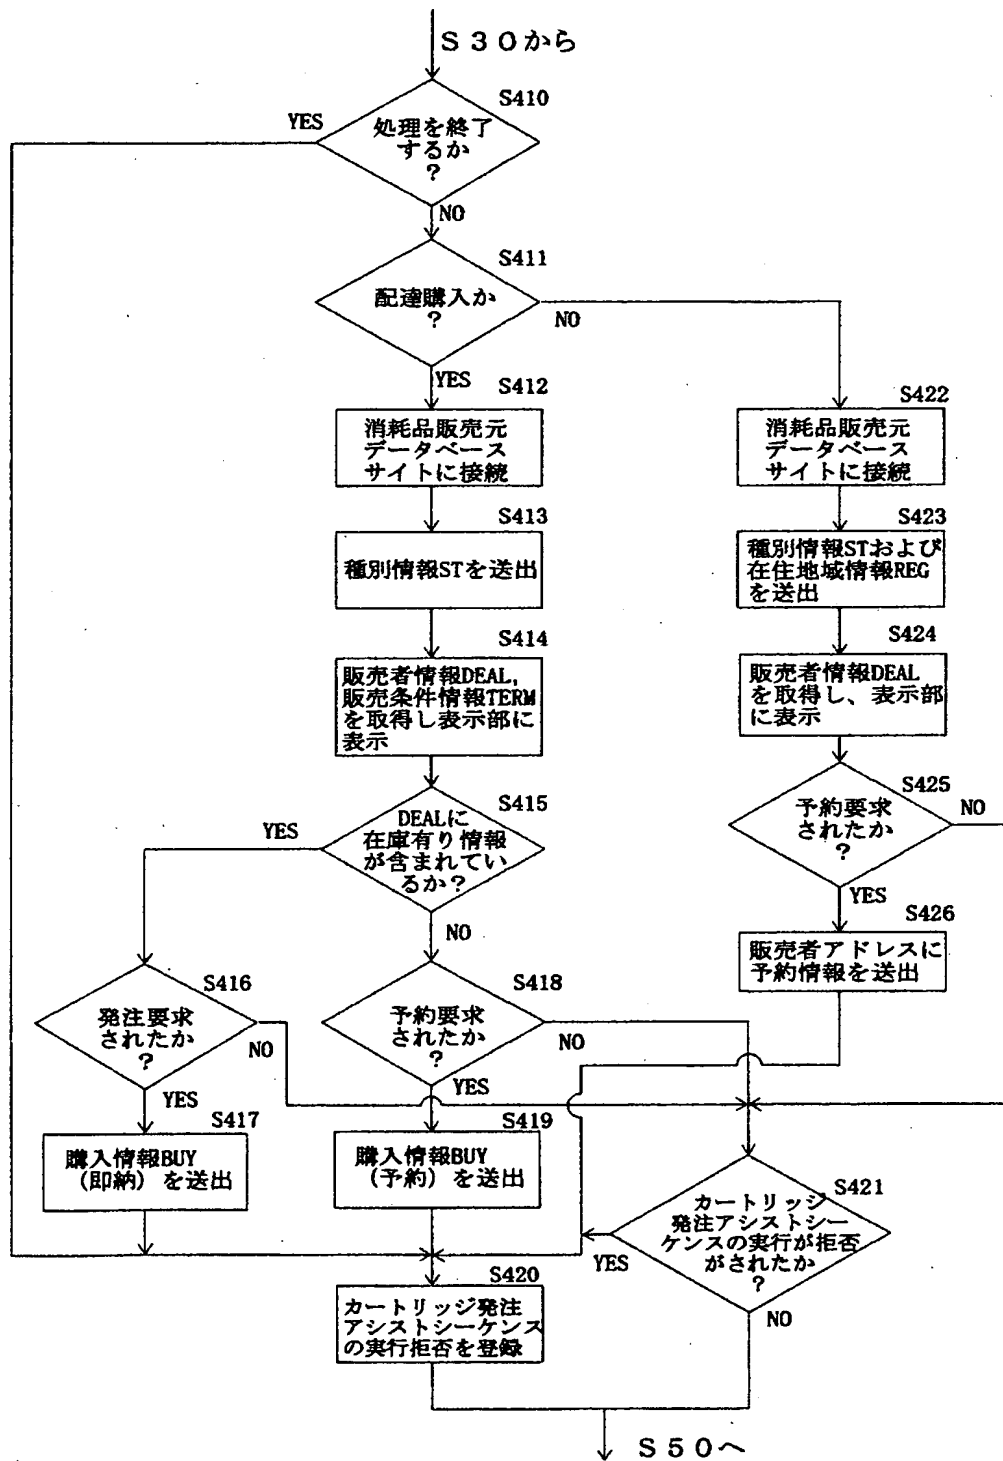 S30から
S410
YES
処理を終了
するか
?
NO
S411
配達購入か
?
NO
YES
S412
消耗品販売元
データベース
サイトに接続
S422
消耗品販売元
データベース
サイトに接続
S413
種別情報STを送出
S423
種別情報STおよび
在住地域情報REG
を送出
S414
販売者情報DEAL,
販売条件情報TERM
を取得し表示部に
表示
S424
販売者情報DEAL
を取得し、表示部
に表示
S415
YES
DEALに
在庫有り情報
が含まれてい
るか?
NO
S425
予約要求
されたか
?
NO
YES
S426
販売者アドレスに
予約情報を送出
S416
発注要求
されたか
?
NO
YES
S418
予約要求
されたか
?
NO
YES
S417
購入情報BUY
(即納)を送出
S419
購入情報BUY
(予約)を送出
S421
カートリッジ
発注アシストシー
ケンスの実行が拒否
がされたか
?
YES
NO
S420
カートリッジ発注
アシストシーケンス
の実行拒否を登録
S50へ